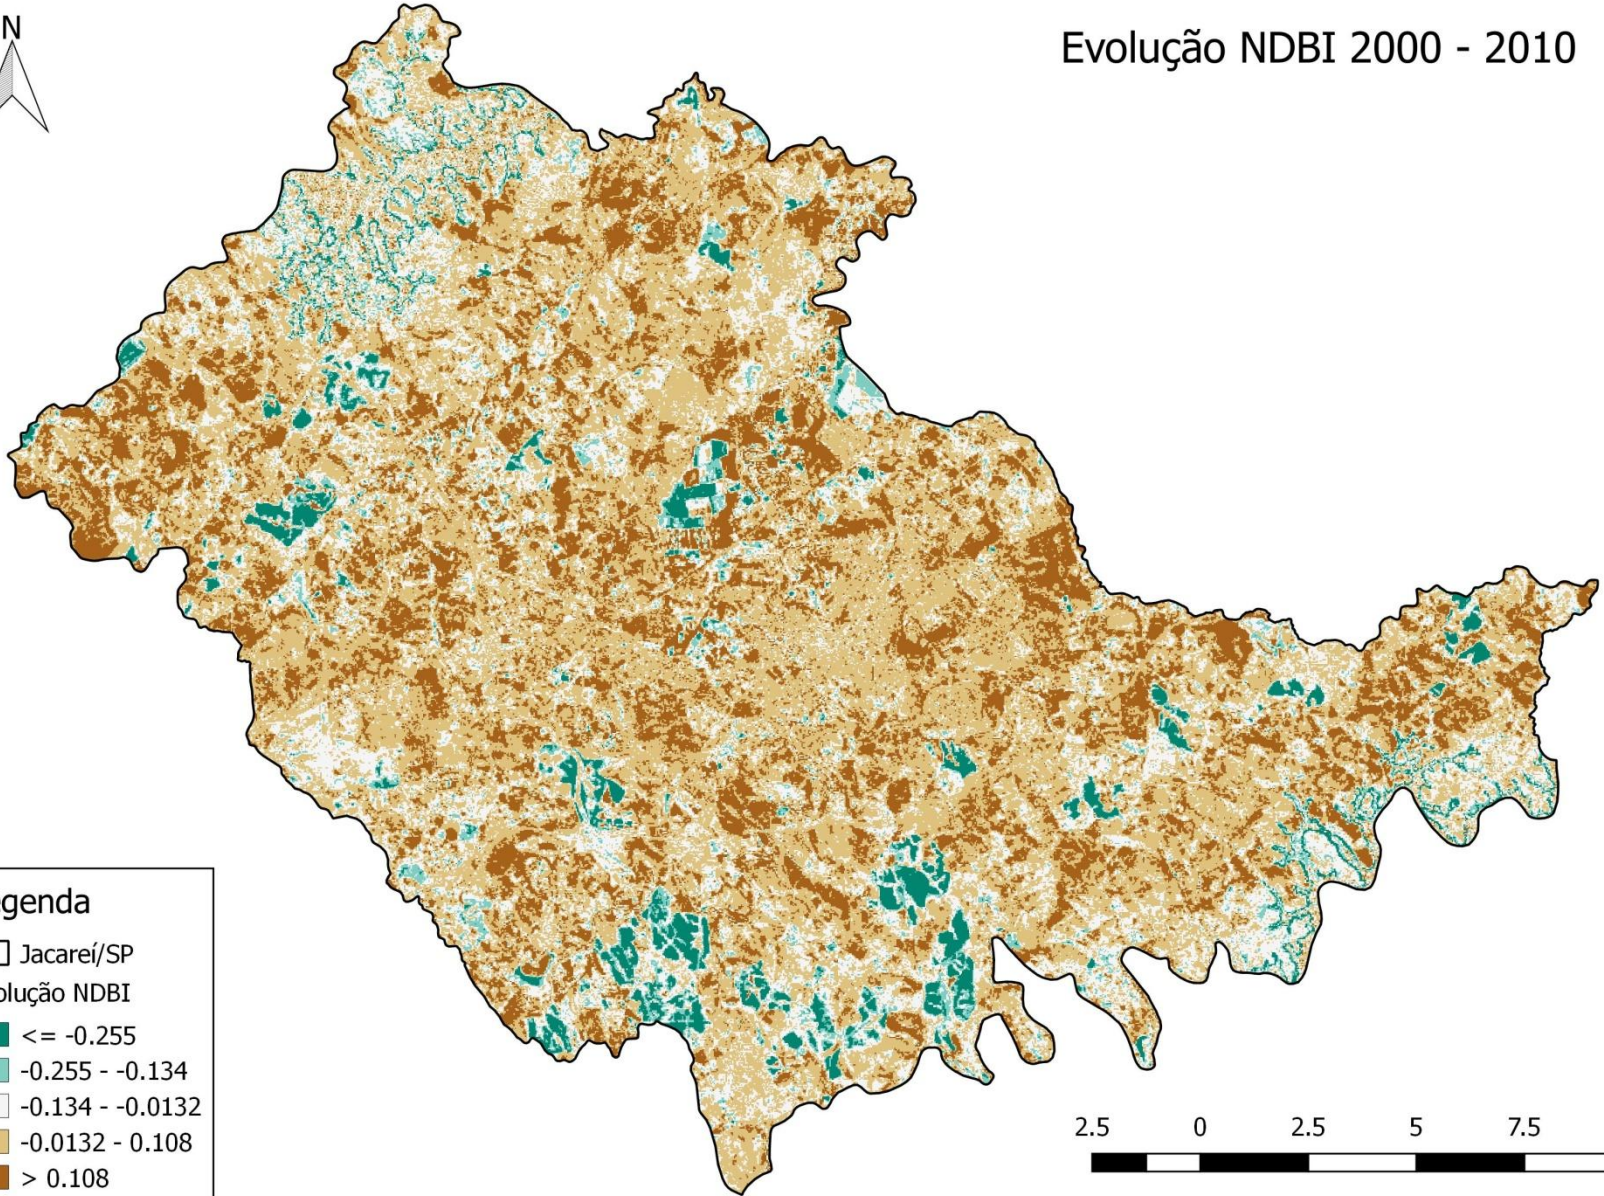 N
Evolução NDBI 2000 - 2010
egenda
Jacareí/SP
olução NDBI
<= -0.255
-0.255 - -0.134
-0.134 - -0.0132
-0.0132 - 0.108
> 0.108
2.5 0 2.5 5 7.5